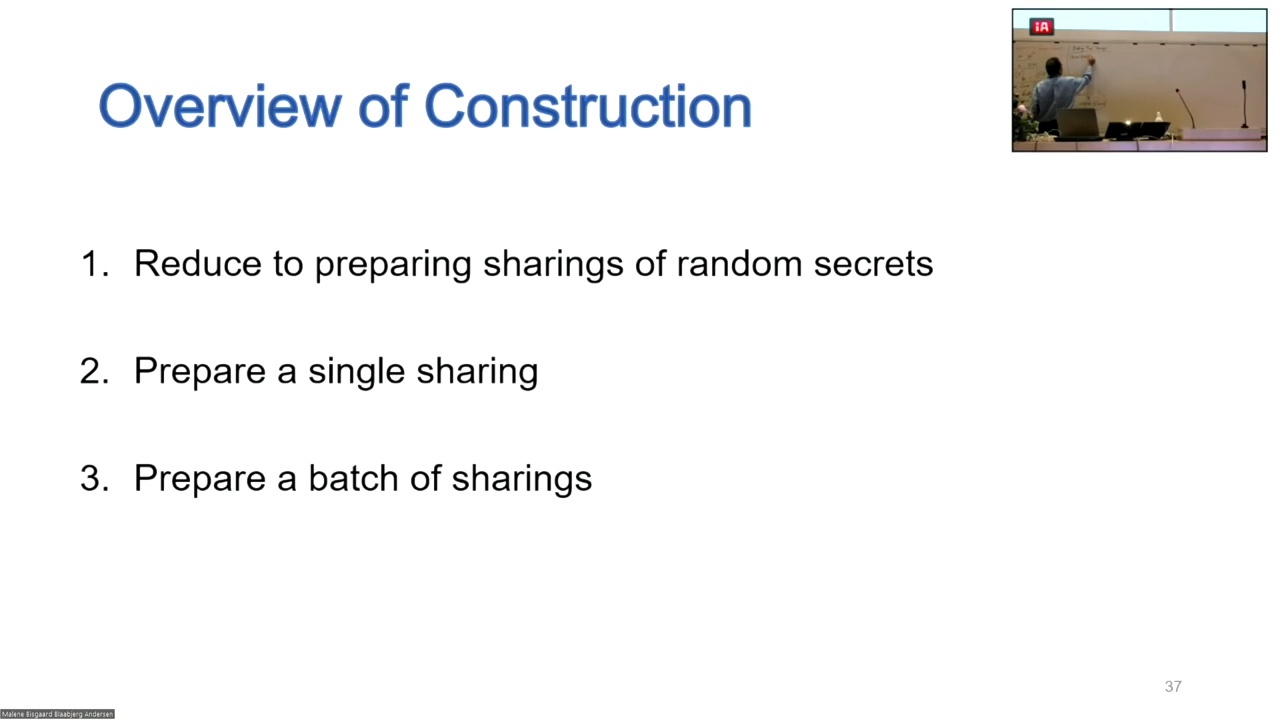 iA
Overview of Construction
1. Reduce to preparing sharings of random secrets
2. Prepare a single sharing
3. Prepare a batch of sharings
37
Malene Bisgaard Blaabjerg Andersen